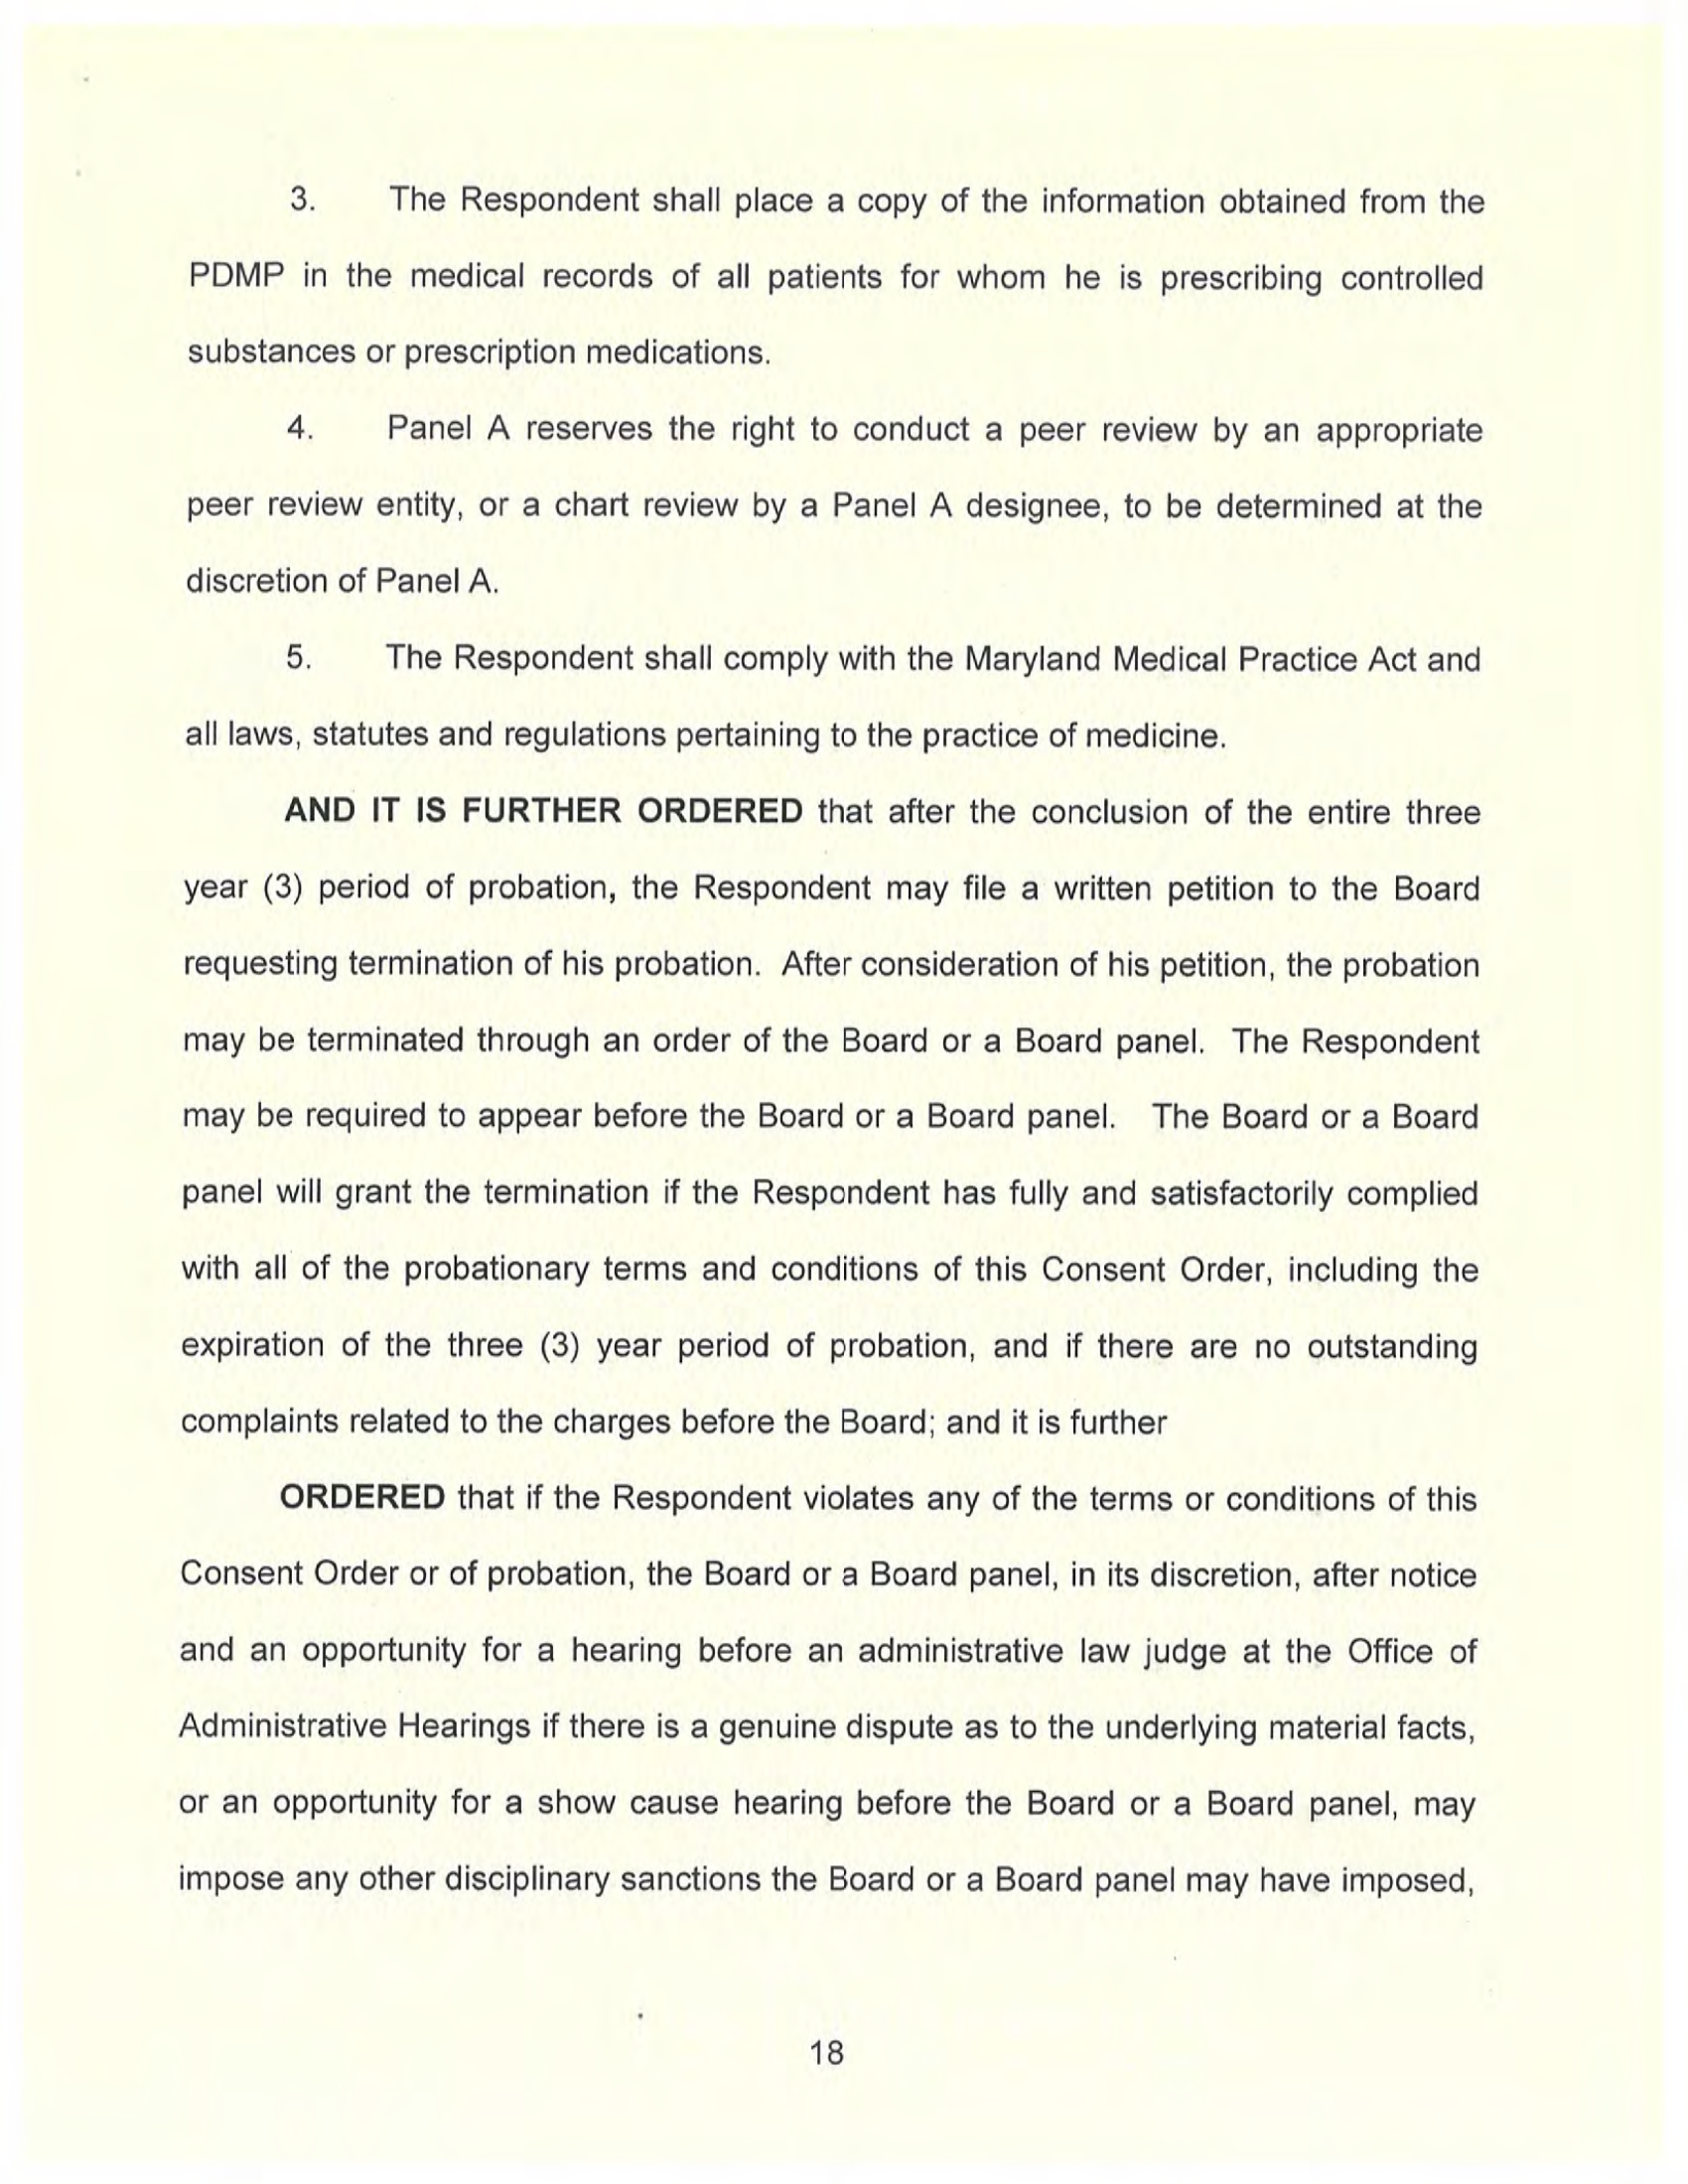 3. The Respondent shall place a copy of the information obtained from the
PDMP in the medical records of all patients for whom he is prescribing controlled
substances or prescription medications.
4. Panel A reserves the right to conduct a peer review by an appropriate
peer review entity, or a chart review by a Panel A designee, to be determined at the
discretion of Panel A.
5. The Respondent shall comply with the Maryland Medical Practice Act and
all laws, statutes and regulations pertaining to the practice of medicine.
AND IT IS FURTHER ORDERED that after the conclusion of the entire three
year (3) period of probation, the Respondent may file a written petition to the Board
requesting termination of his probation. After consideration of his petition, the probation
may be terminated through an order of the Board or a Board panel. The Respondent
may be required to appear before the Board or a Board panel. The Board or a Board
panel will grant the termination if the Respondent has fully and satisfactorily complied
with all of the probationary terms and conditions of this Consent Order, including the
expiration of the three (3) year period of probation, and if there are no outstanding
complaints related to the charges before the Board; and it is further
ORDERED that if the Respondent violates any of the terms or conditions of this
Consent Order or of probation, the Board or a Board panel, in its discretion, after notice
and an opportunity for a hearing before an administrative law judge at the Office of
Administrative Hearings if there is a genuine dispute as to the underlying material facts,
or an opportunity for a show cause hearing before the Board or a Board panel, may
impose any other disciplinary sanctions the Board or a Board panel may have imposed,
18